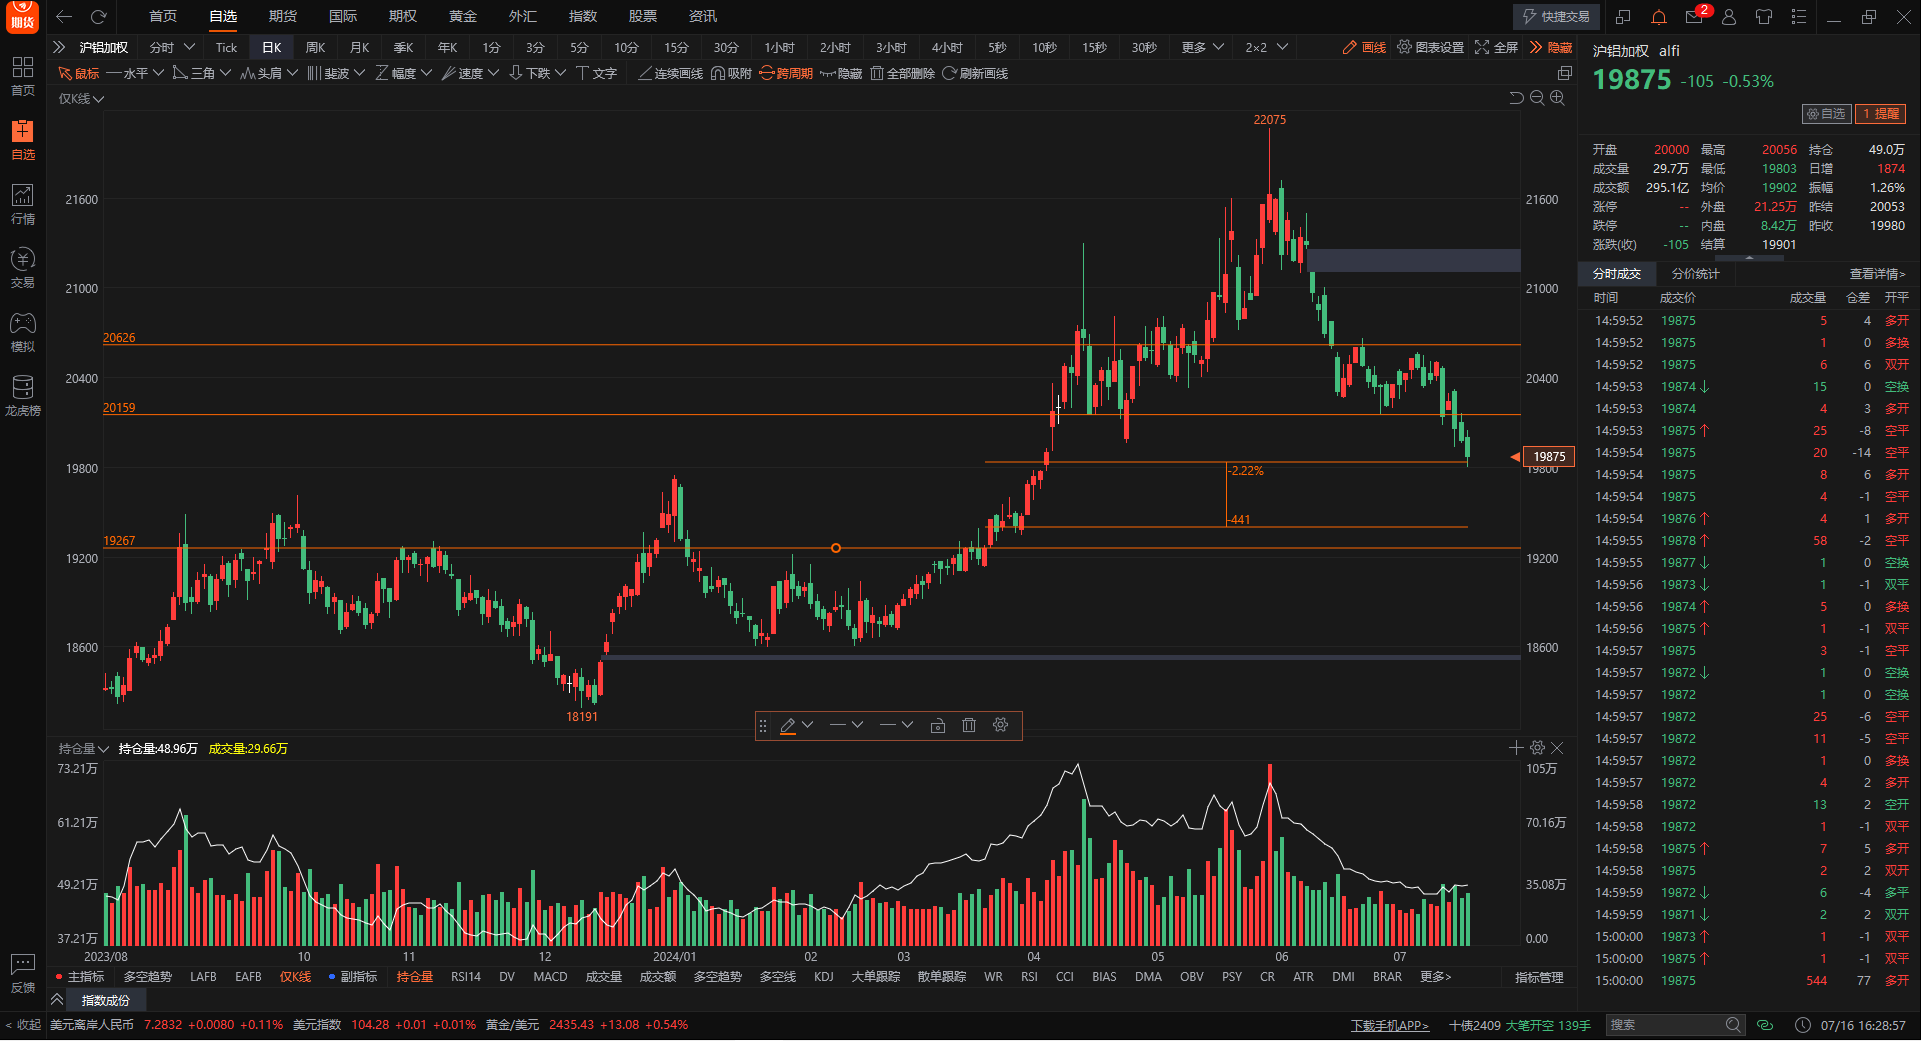 期货
首页 自选 期货 国际 期权 黄金 外汇 指数 股票 资讯
快捷交易
2
沪铝加权 分时 Tick 日K 周K 月K 季K 年K 1分 3分 5分 10分 15分 30分 1小时 2小时 3小时 4小时 5秒 10秒 15秒 30秒 更多 2×2
画线 图表设置 全屏 隐藏
鼠标 水平 三角 头肩 斐波 幅度 速度 下跌 文字 连续画线 吸附 跨周期 隐藏 全部删除 刷新画线
首页
自选
行情
交易
模拟
龙虎榜
反馈
< 收起
仅K线
22075
21600 21600
21000 21000
20626
20400 20400
20159
19875
19800 19800
-2.22%
-441
19267
19200 19200
18600 18600
18191
持仓量 持仓量:48.96万 成交量:29.66万
73.21万 105万
61.21万 70.16万
49.21万 35.08万
37.21万 0.00
2023/08 10 11 12 2024/01 02 03 04 05 06 07
主指标 多空趋势 LAFB EAFB 仅K线 副指标 持仓量 RSI14 DV MACD 成交量 成交额 多空趋势 多空线 KDJ 大单跟踪 散单跟踪 WR RSI CCI BIAS DMA OBV PSY CR ATR DMI BRAR 更多> 指标管理
指数成份
沪铝加权 alfi
19875 -105 -0.53%
自选 1 提醒
开盘 20000 最高 20056 持仓 49.0万
成交量 29.7万 最低 19803 日增 1874
成交额 295.1亿 均价 19902 振幅 1.26%
涨停 -- 外盘 21.25万 昨结 20053
跌停 -- 内盘 8.42万 昨收 19980
涨跌(收) -105 结算 19901
分时成交 分价统计 查看详情>
时间 成交价 成交量 仓差 开平
14:59:52 19875 5 4 多开
14:59:52 19875 1 0 多换
14:59:52 19875 6 6 双开
14:59:53 19874↓ 15 0 空换
14:59:53 19874 4 3 多开
14:59:53 19875↑ 25 -8 空平
14:59:54 19875 20 -14 空平
14:59:54 19875 8 6 多开
14:59:54 19875 4 -1 空平
14:59:54 19876↑ 4 1 多开
14:59:55 19878↑ 58 -2 空平
14:59:55 19877↓ 1 0 空换
14:59:56 19873↓ 1 -1 双平
14:59:56 19874↑ 5 0 多换
14:59:56 19875↑ 1 -1 双平
14:59:57 19875 3 -1 空平
14:59:57 19872↓ 1 0 空换
14:59:57 19872 1 0 空换
14:59:57 19872 25 -6 空平
14:59:57 19872 11 -5 空平
14:59:57 19872 1 0 多换
14:59:57 19872 4 2 多开
14:59:58 19872 13 2 空开
14:59:58 19872 1 -1 双平
14:59:58 19875↑ 7 5 多开
14:59:58 19875 2 2 双开
14:59:59 19872↓ 6 -4 多平
14:59:59 19871↓ 2 2 双开
15:00:00 19873↑ 1 -1 双平
15:00:00 19875↑ 1 -1 双平
15:00:00 19875 544 77 多开
美元离岸人民币 7.2832 +0.0080 +0.11% 美元指数 104.28 +0.01 +0.01% 黄金/美元 2435.43 +13.08 +0.54%
下载手机APP> 十债2409 大笔开空 139手 搜索 07/16 16:28:57